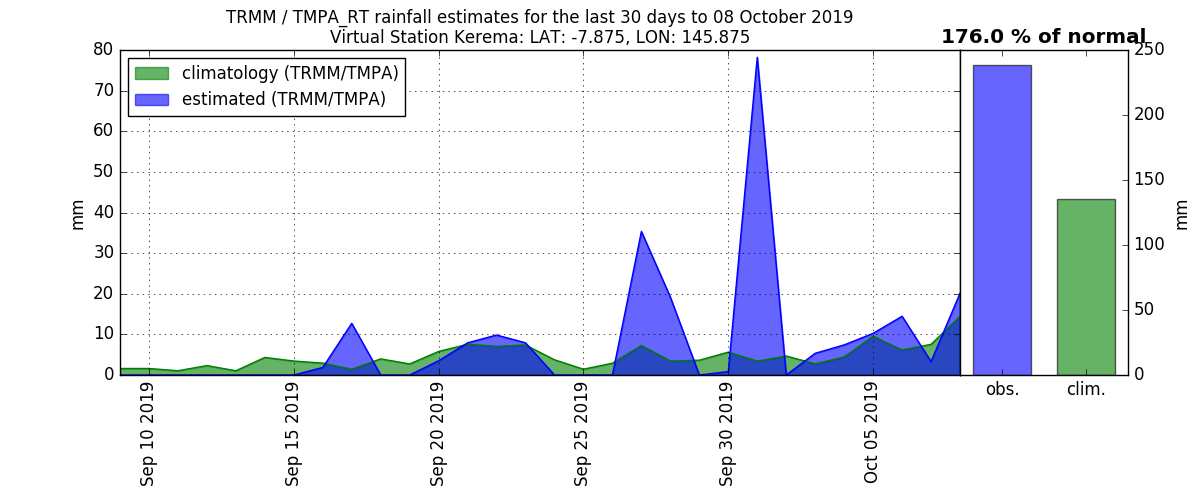 TRMM / TMPA_RT rainfall estimates for the last 30 days to 08 October 2019
Virtual Station Kerema: LAT: -7.875, LON: 145.875
176.0 % of normal
climatology (TRMM/TMPA)
estimated (TRMM/TMPA)
mm
80
70
60
50
40
30
20
10
0
Sep 10 2019
Sep 15 2019
Sep 20 2019
Sep 25 2019
Sep 30 2019
Oct 05 2019
250
200
150
100
50
0
mm
obs.
clim.